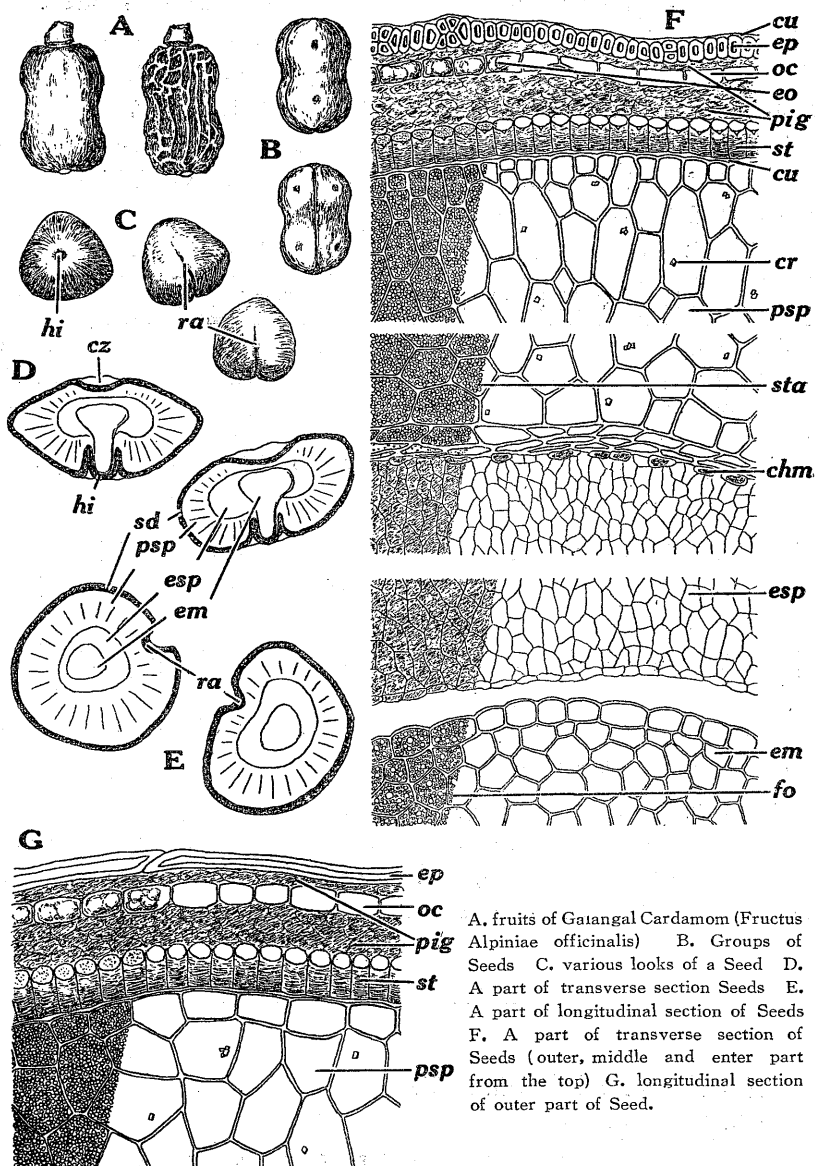 A
B
C
hi
ra
D
cz
hi
sd
psp
esp
em
ra
E
F
cu
ep
oc
eo
pig
st
cu
cr
psp
sta
chm.
esp
em
fo
G
ep
oc
pig
st
psp
A. fruits of Galangal Cardamom (Fructus
Alpiniae officinalis) B. Groups of
Seeds C. various looks of a Seed D.
A part of transverse section Seeds E.
A part of longitudinal section of Seeds
F. A part of transverse section of
Seeds (outer, middle and enter part
from the top) G. longitudinal section
of outer part of Seed.